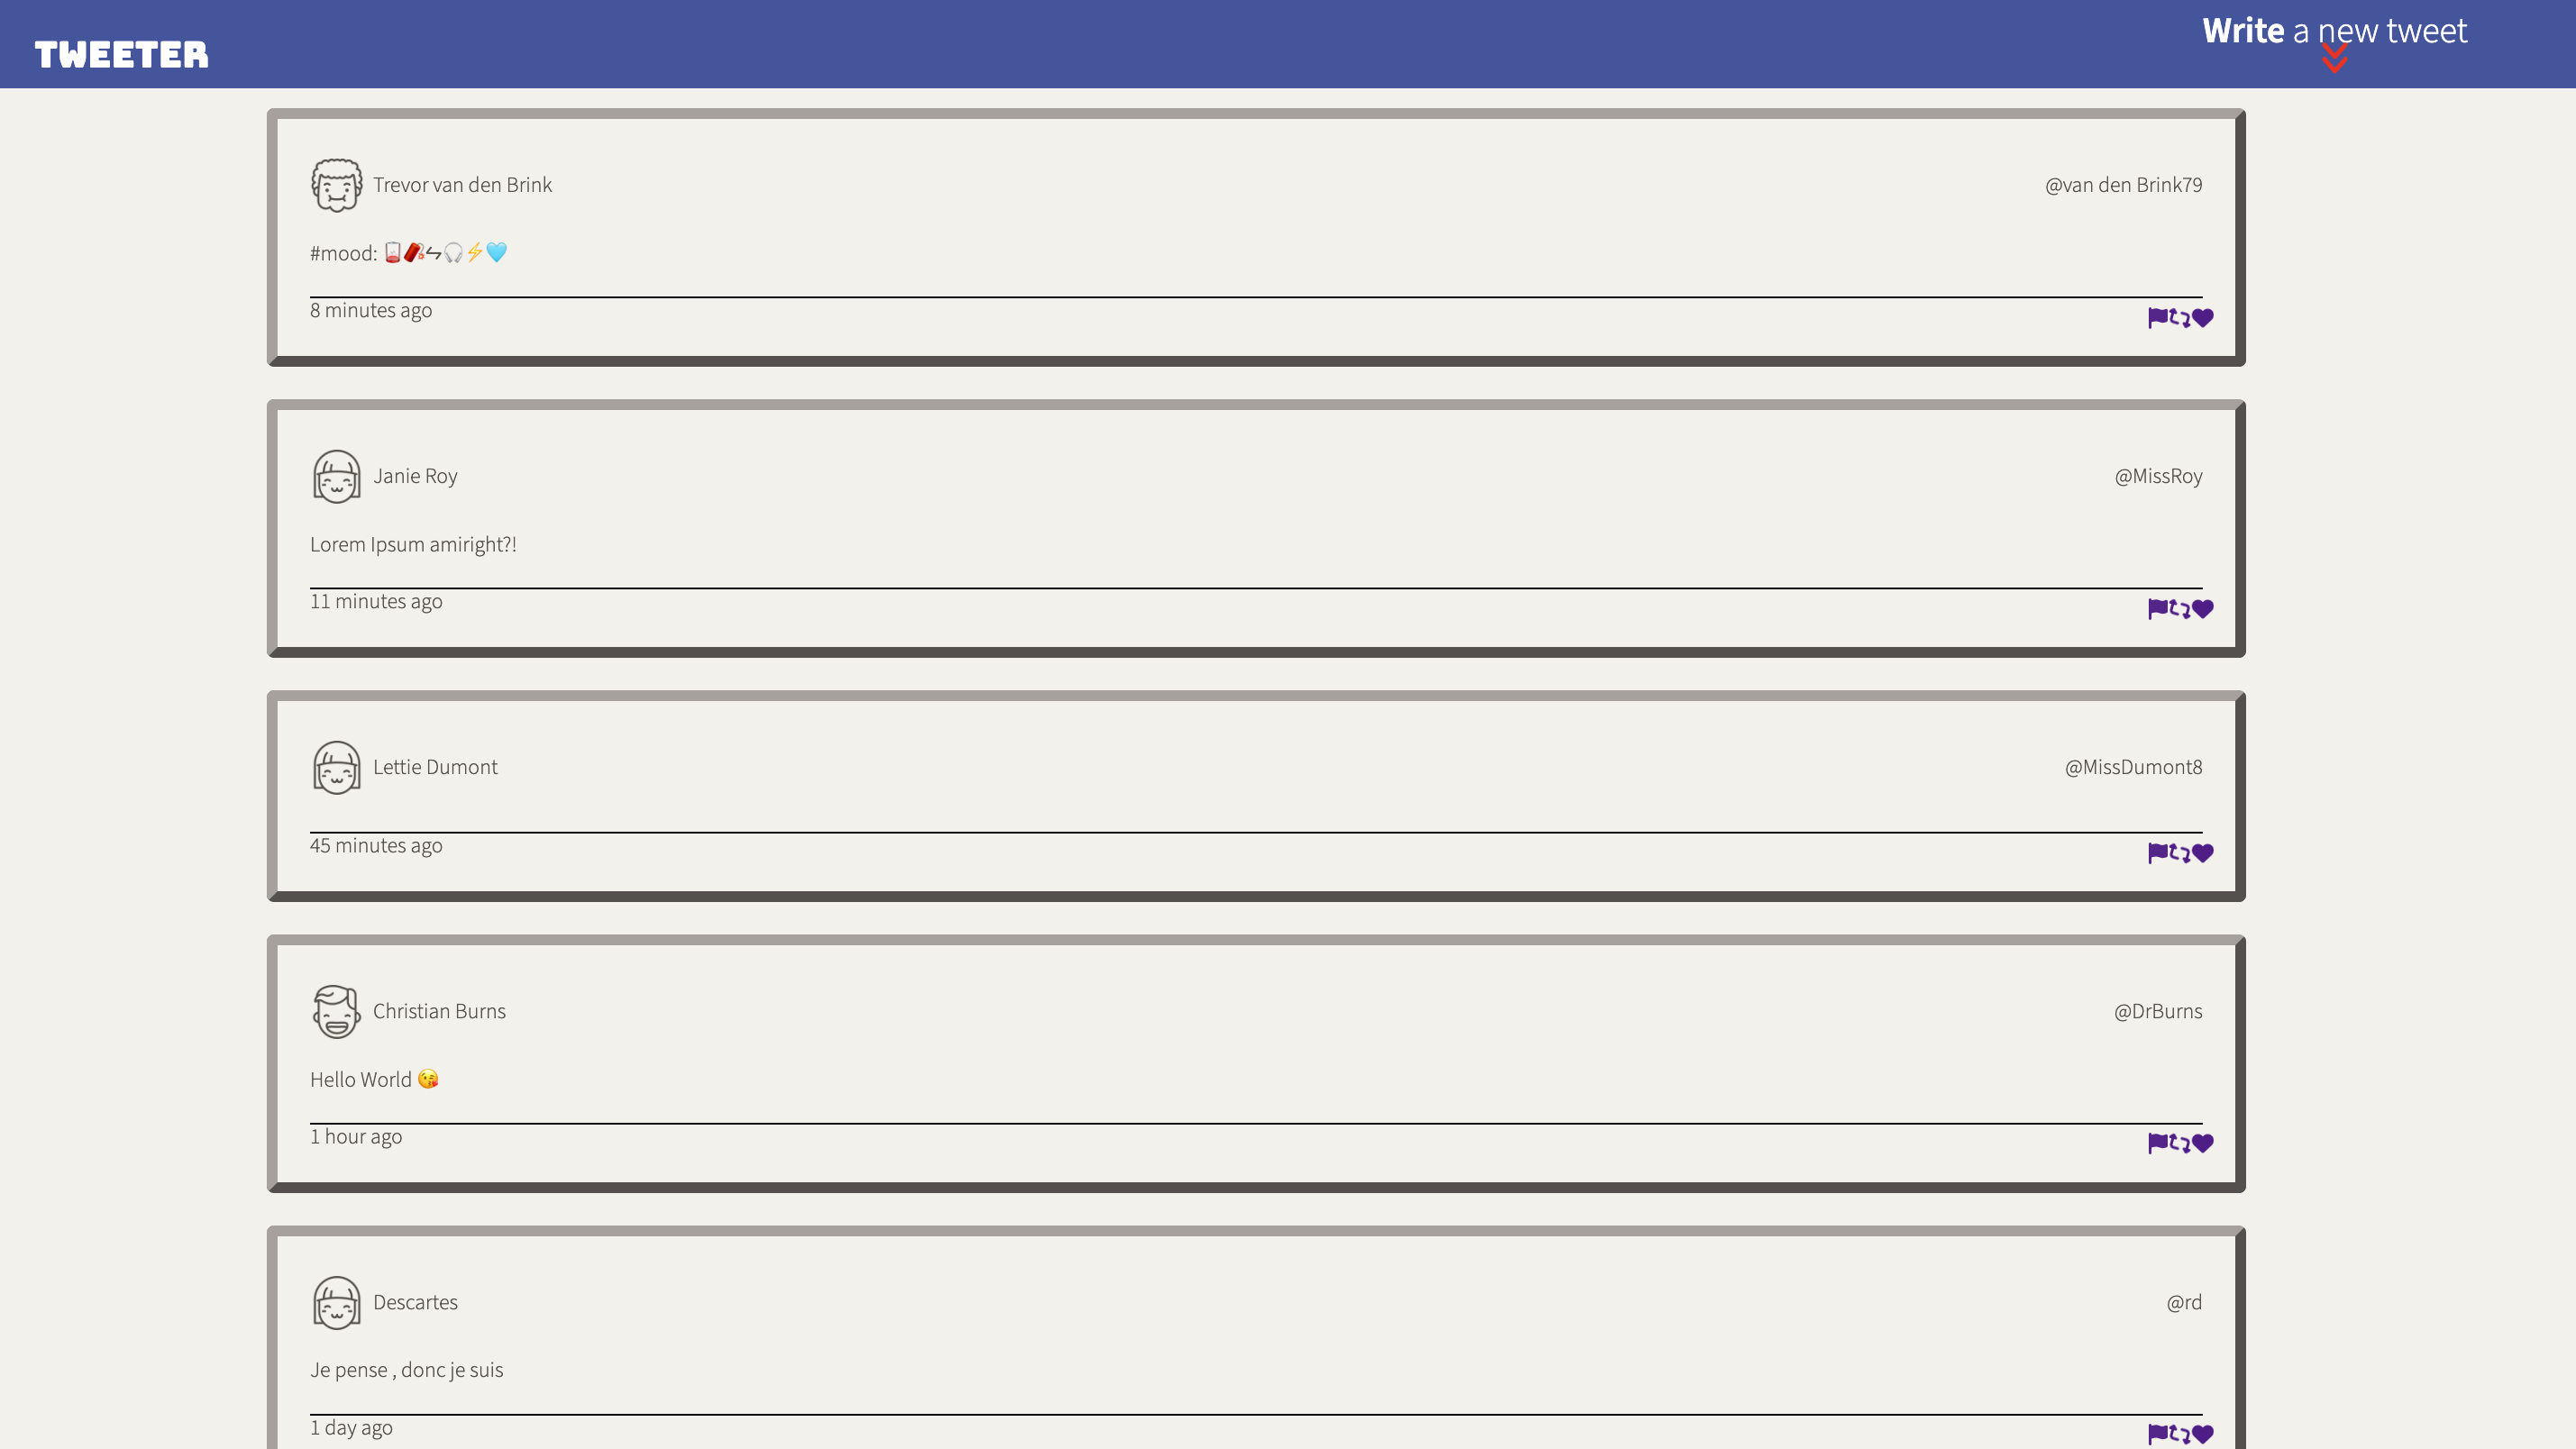 TWEETER
Write a new tweet
Trevor van den Brink
@van den Brink79
#mood: 🥫🧨↯🎧⚡🩵
8 minutes ago
Janie Roy
@MissRoy
Lorem Ipsum amiright?!
11 minutes ago
Lettie Dumont
@MissDumont8
45 minutes ago
Christian Burns
@DrBurns
Hello World 😘
1 hour ago
Descartes
@rd
Je pense , donc je suis
1 day ago